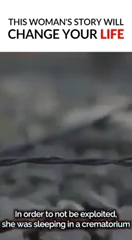 THIS WOMAN'S STORY WILL
CHANGE YOUR LIFE
In order to not be exploited,
she was sleeping in a crematorium